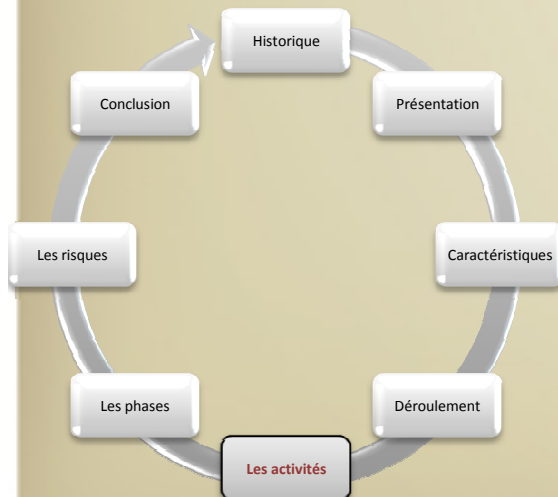 Historique
Présentation
Caractéristiques
Déroulement
Les activités
Les phases
Les risques
Conclusion